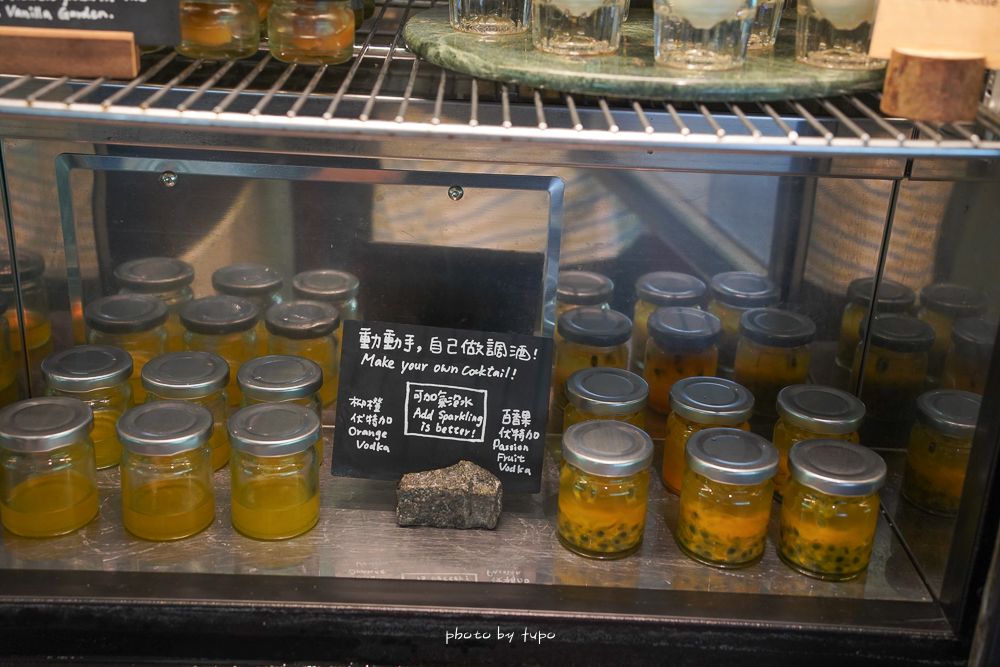 Vanilla Garden.
動動手，自己做調酒!
Make your own Cocktail!
柳橙
伏特加
Orange
Vodka
可加氣泡水
Add Sparkling
is better!
百香果
伏特加
Passion
Fruit
Vodka
photo by tupo